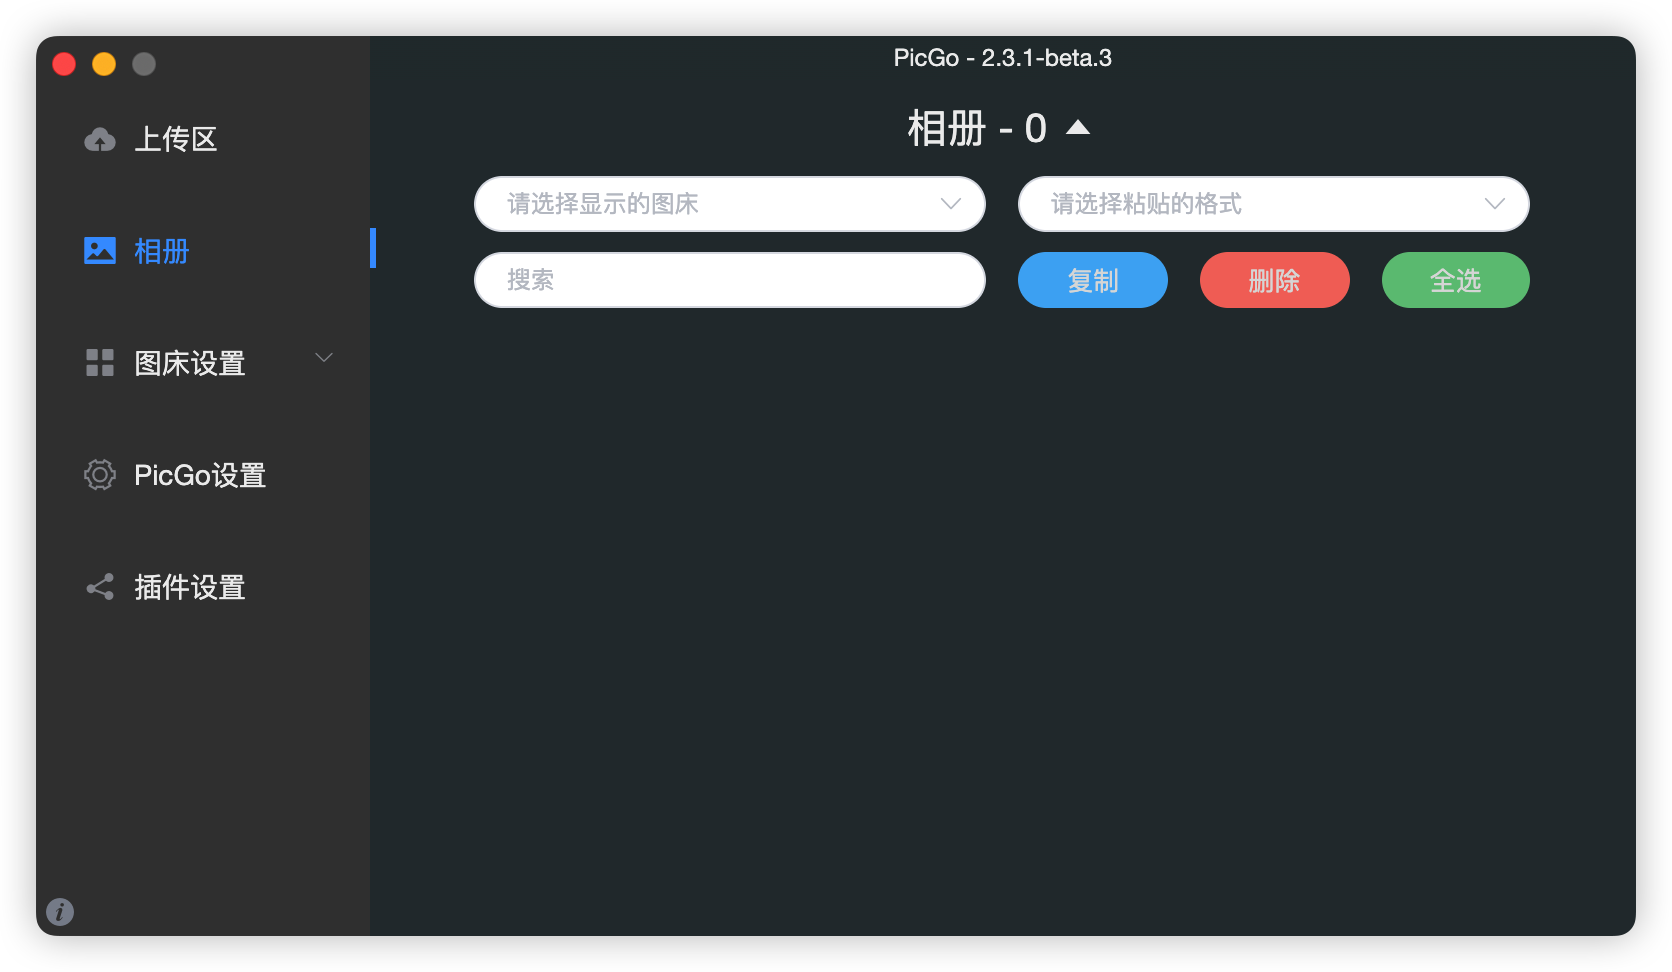 PicGo - 2.3.1-beta.3
上传区
相册
图床设置
PicGo设置
插件设置
相册 - 0
请选择显示的图床
请选择粘贴的格式
搜索
复制
删除
全选
i